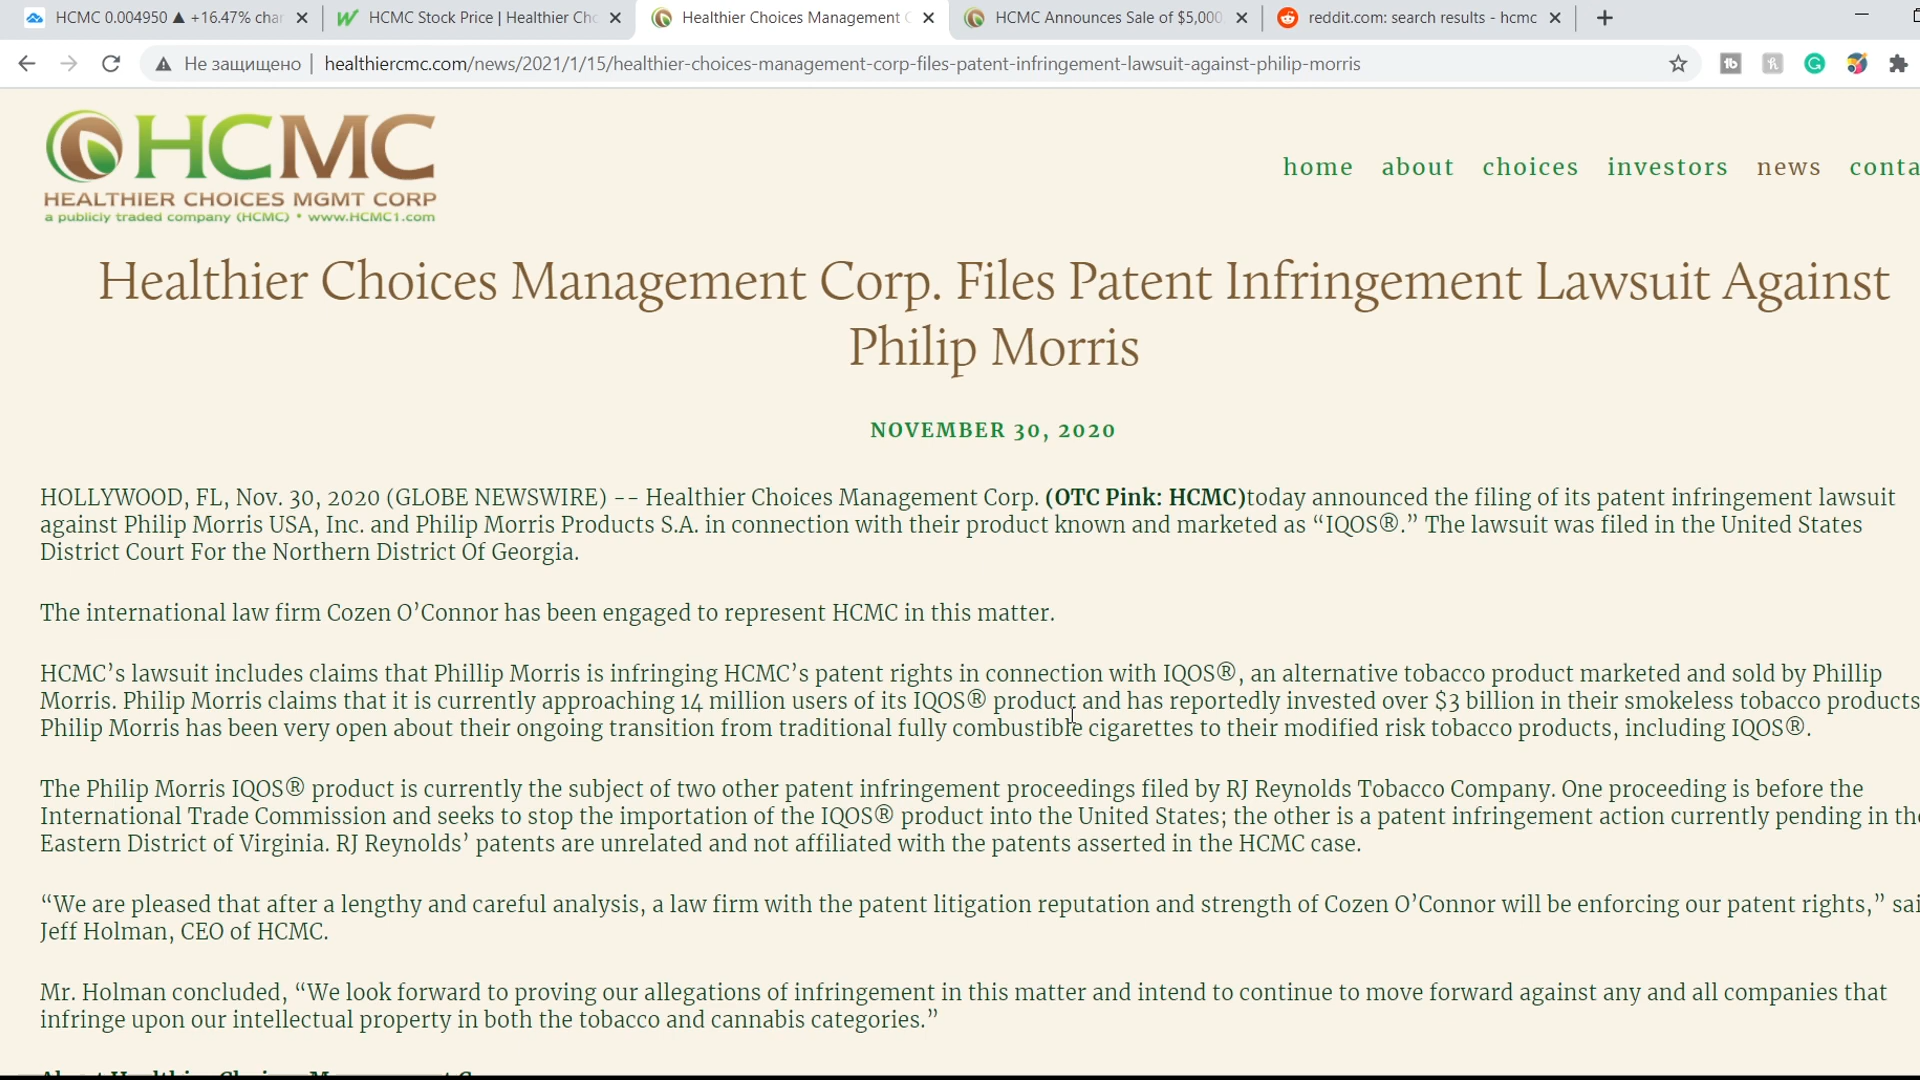 HCMC 0.004950 ▲ +16.47% char
HCMC Stock Price | Healthier Cho
Healthier Choices Management C
HCMC Announces Sale of $5,000,
reddit.com: search results - hcmc
Не защищено | healthiercmc.com/news/2021/1/15/healthier-choices-management-corp-files-patent-infringement-lawsuit-against-philip-morris
HCMC
HEALTHIER CHOICES MGMT CORP
a publicly traded company (HCMC) • www.HCMC1.com
home about choices investors news conta
Healthier Choices Management Corp. Files Patent Infringement Lawsuit Against
Philip Morris
NOVEMBER 30, 2020
HOLLYWOOD, FL, Nov. 30, 2020 (GLOBE NEWSWIRE) -- Healthier Choices Management Corp. (OTC Pink: HCMC)today announced the filing of its patent infringement lawsuit
against Philip Morris USA, Inc. and Philip Morris Products S.A. in connection with their product known and marketed as “IQOS®.” The lawsuit was filed in the United States
District Court For the Northern District Of Georgia.
The international law firm Cozen O’Connor has been engaged to represent HCMC in this matter.
HCMC’s lawsuit includes claims that Phillip Morris is infringing HCMC’s patent rights in connection with IQOS®, an alternative tobacco product marketed and sold by Phillip
Morris. Philip Morris claims that it is currently approaching 14 million users of its IQOS® product and has reportedly invested over $3 billion in their smokeless tobacco products
Philip Morris has been very open about their ongoing transition from traditional fully combustible cigarettes to their modified risk tobacco products, including IQOS®.
The Philip Morris IQOS® product is currently the subject of two other patent infringement proceedings filed by RJ Reynolds Tobacco Company. One proceeding is before the
International Trade Commission and seeks to stop the importation of the IQOS® product into the United States; the other is a patent infringement action currently pending in the
Eastern District of Virginia. RJ Reynolds’ patents are unrelated and not affiliated with the patents asserted in the HCMC case.
“We are pleased that after a lengthy and careful analysis, a law firm with the patent litigation reputation and strength of Cozen O’Connor will be enforcing our patent rights,” sai
Jeff Holman, CEO of HCMC.
Mr. Holman concluded, “We look forward to proving our allegations of infringement in this matter and intend to continue to move forward against any and all companies that
infringe upon our intellectual property in both the tobacco and cannabis categories.”